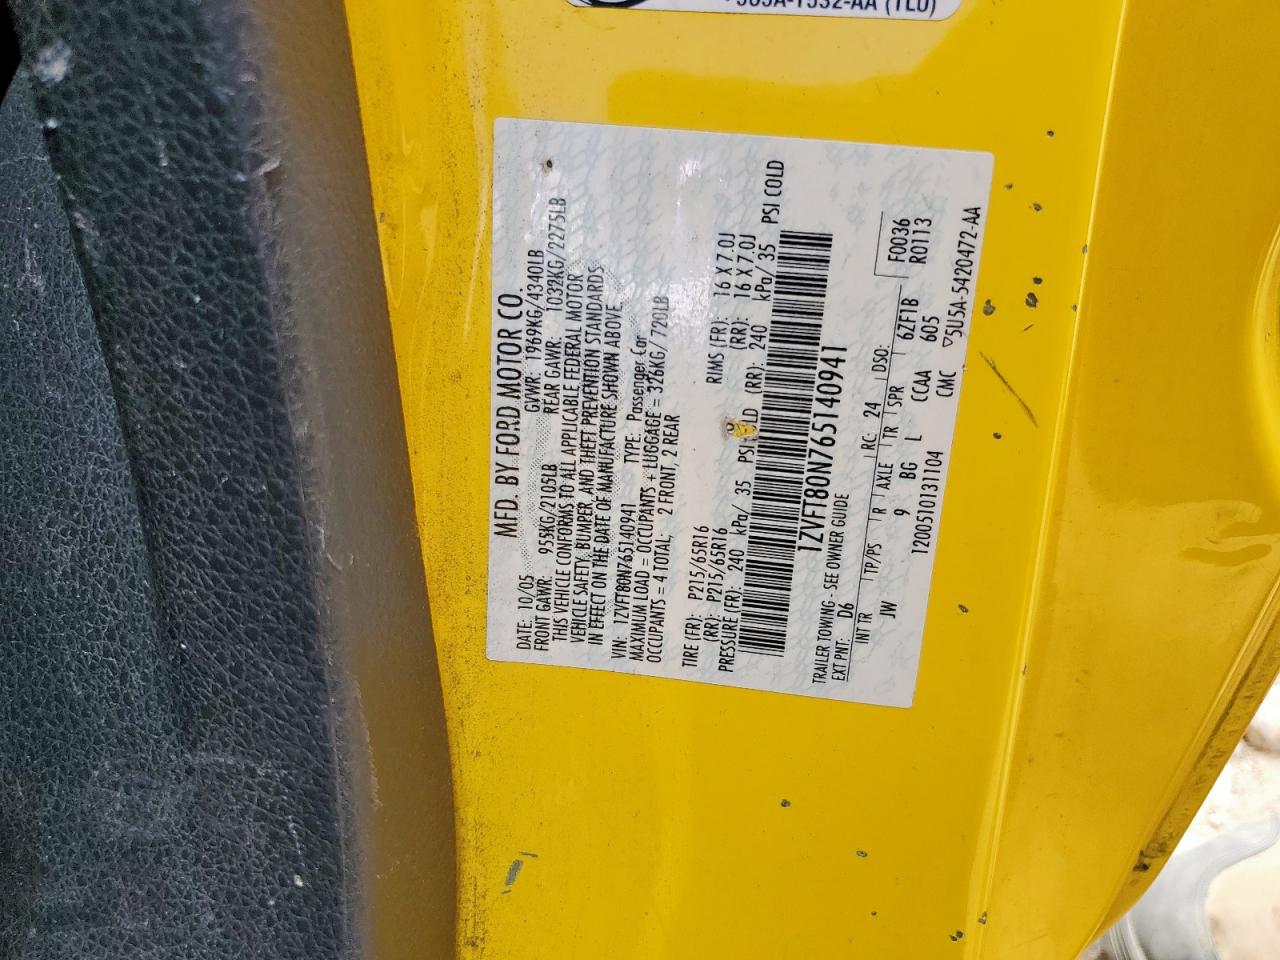 5U5A-1532-AA (TLD)
MFD. BY FORD MOTOR CO
DATE: 10/05 GVWR: 1969KG/4340LB
FRONT GAWR: 955KG/2105LB REAR GAWR: 1032KG/2275LB
THIS VEHICLE CONFORMS TO ALL APPLICABLE FEDERAL MOTOR
VEHICLE SAFETY, BUMPER, AND THEFT PREVENTION STANDARDS
IN EFFECT ON THE DATE OF MANUFACTURE SHOWN ABOVE.
VIN: 1ZVFT80N765140941 TYPE: Passenger Car
MAXIMUM LOAD = OCCUPANTS + LUGGAGE = 326KG/ 720LB
OCCUPANTS = 4 TOTAL; 2 FRONT, 2 REAR
TIRE (FR): P215/65R16 RIMS (FR): 16 X 7.0J
(RR): P215/65R16 (RR): 16 X 7.0J
PRESSURE (FR): 240 kPa/ 35 PSI COLD (RR): 240 kPa/ 35 PSI COLD
1ZVFT80N765140941
TRAILER TOWING - SEE OWNER GUIDE
EXT PNT: D6 RC: 24 DSO: F0036
INT TR TP/PS R AXLE TR SPR 6ZF1B R0113
JW 9 BG L CCAA 605
1200510131104 CMC ▽5U5A-5420472-AA